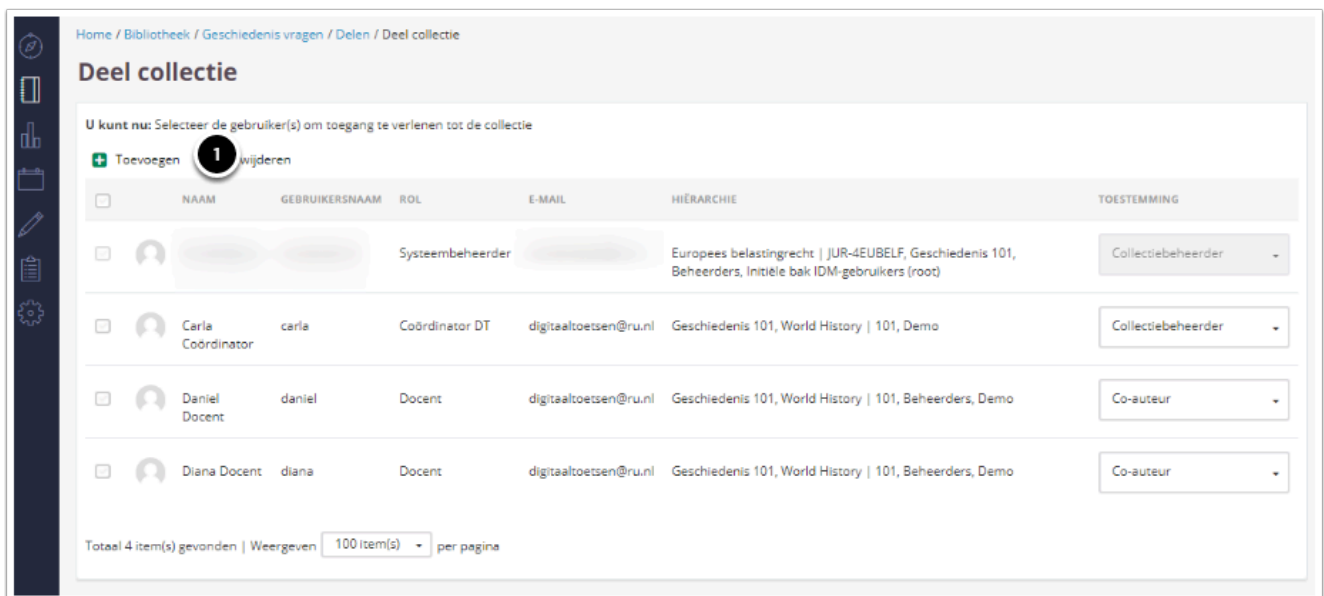 Home / Bibliotheek / Geschiedenis vragen / Delen / Deel collectie
Deel collectie
U kunt nu: Selecteer de gebruiker(s) om toegang te verlenen tot de collectie
Toevoegen 1 wijderen
NAAM GEBRUIKERSNAAM ROL E-MAIL HIËRARCHIE TOESTEMMING
Systeembeheerder Europees belastingrecht | JUR-4EUBELF, Geschiedenis 101, Collectiebeheerder
Beheerders, Initiële bak IDM-gebruikers (root)
Carla carla Coördinator DT digitaaltoetsen@ru.nl Geschiedenis 101, World History | 101, Demo Collectiebeheerder
Coördinator
Daniel daniel Docent digitaaltoetsen@ru.nl Geschiedenis 101, World History | 101, Beheerders, Demo Co-auteur
Docent
Diana Docent diana Docent digitaaltoetsen@ru.nl Geschiedenis 101, World History | 101, Beheerders, Demo Co-auteur
Totaal 4 item(s) gevonden | Weergeven 100 item(s) per pagina